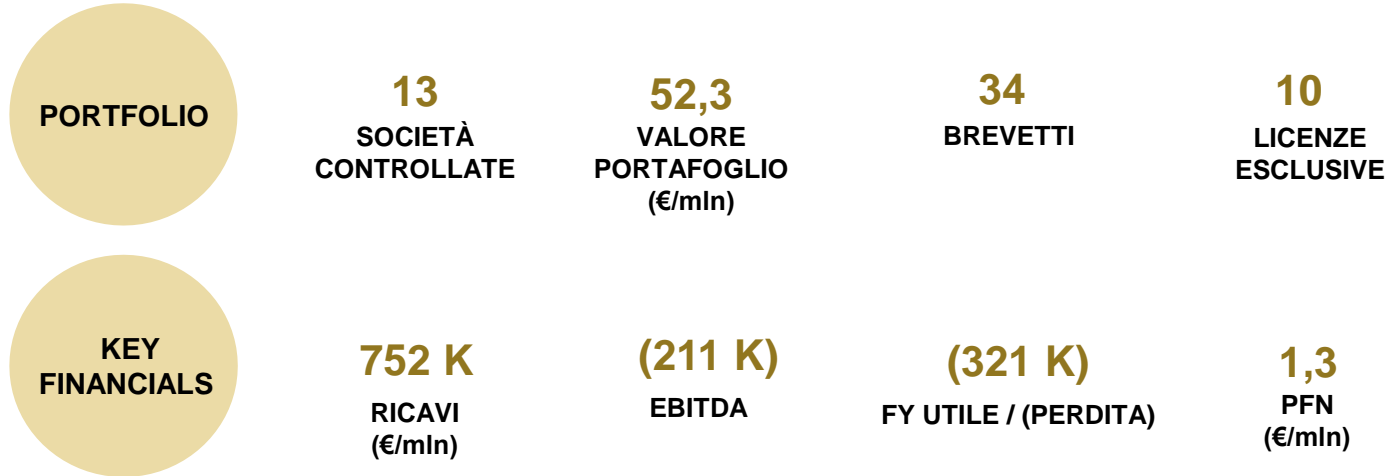 PORTFOLIO
13
SOCIETÀ
CONTROLLATE
52,3
VALORE
PORTAFOGLIO
(€/mln)
34
BREVETTI
10
LICENZE
ESCLUSIVE
KEY
FINANCIALS
752 K
RICAVI
(€/mln)
(211 K)
EBITDA
(321 K)
FY UTILE / (PERDITA)
1,3
PFN
(€/mln)